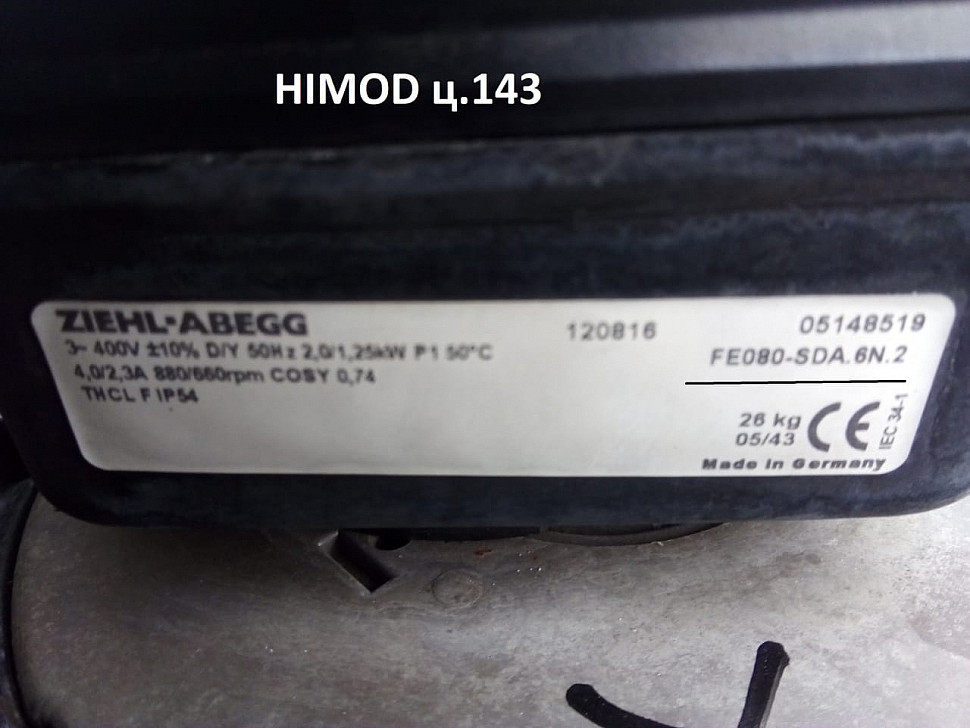 HIMOD ц.143
ZIEHL-ABEGG
120816
05148519
3~ 400V ±10% D/Y 50Hz 2,0/1,25kW P1 50°C
FE080-SDA.6N.2
4,0/2,3A 880/660rpm COSY 0,74
THCL F IP54
26 kg
05/43
CE
IEC 34-1
Made in Germany